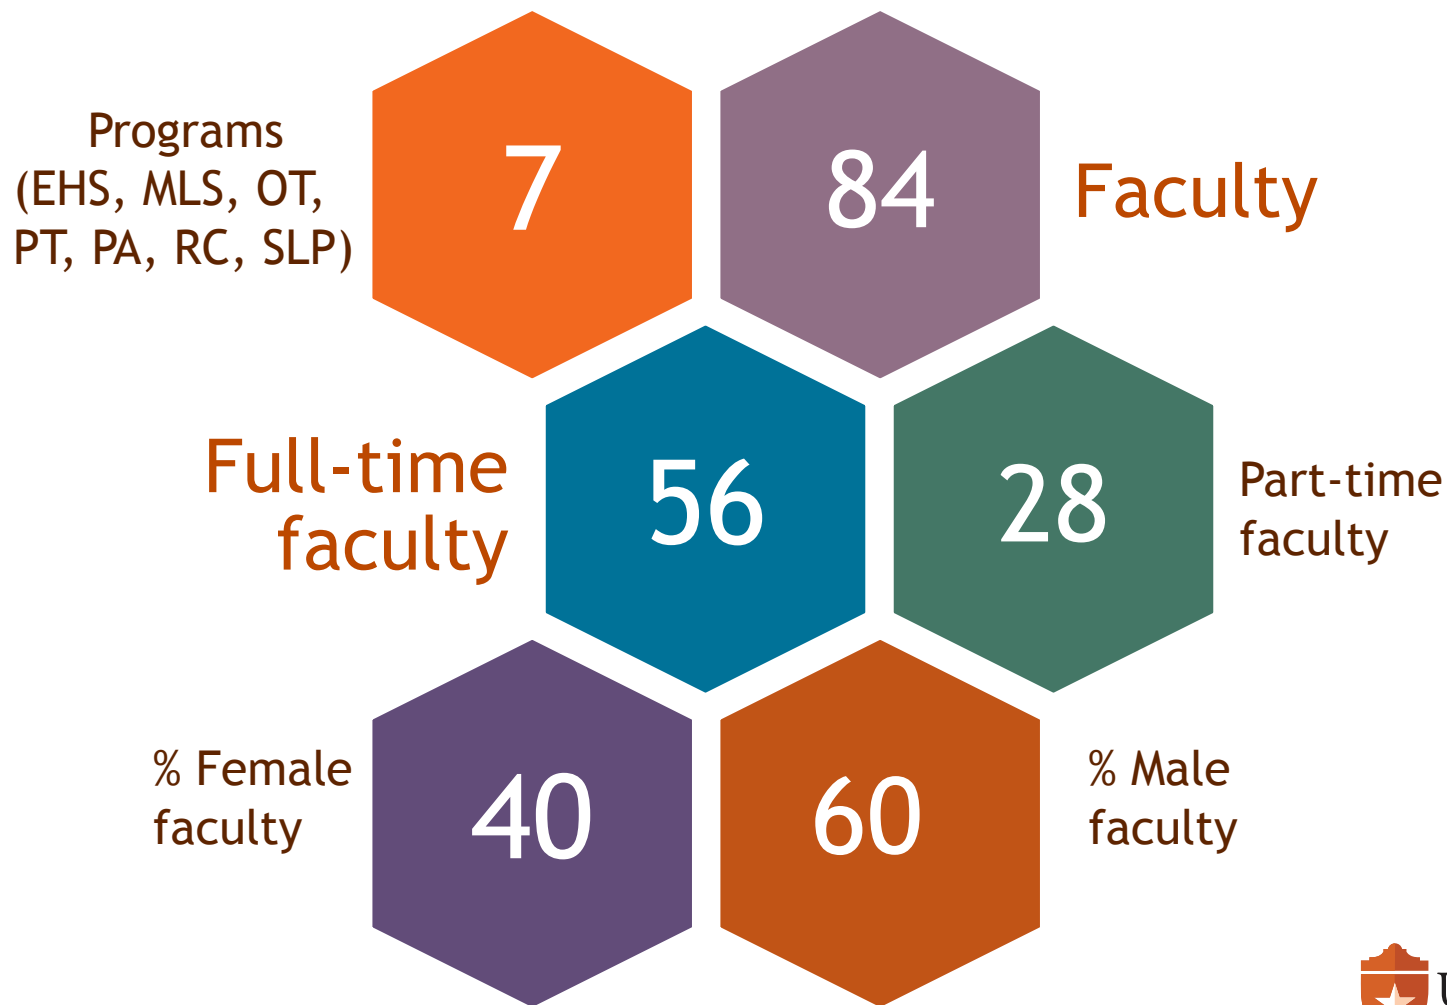 Programs
(EHS, MLS, OT,
PT, PA, RC, SLP)
7
84
Faculty
Full-time
faculty
56
28
Part-time
faculty
% Female
faculty
40
60
% Male
faculty